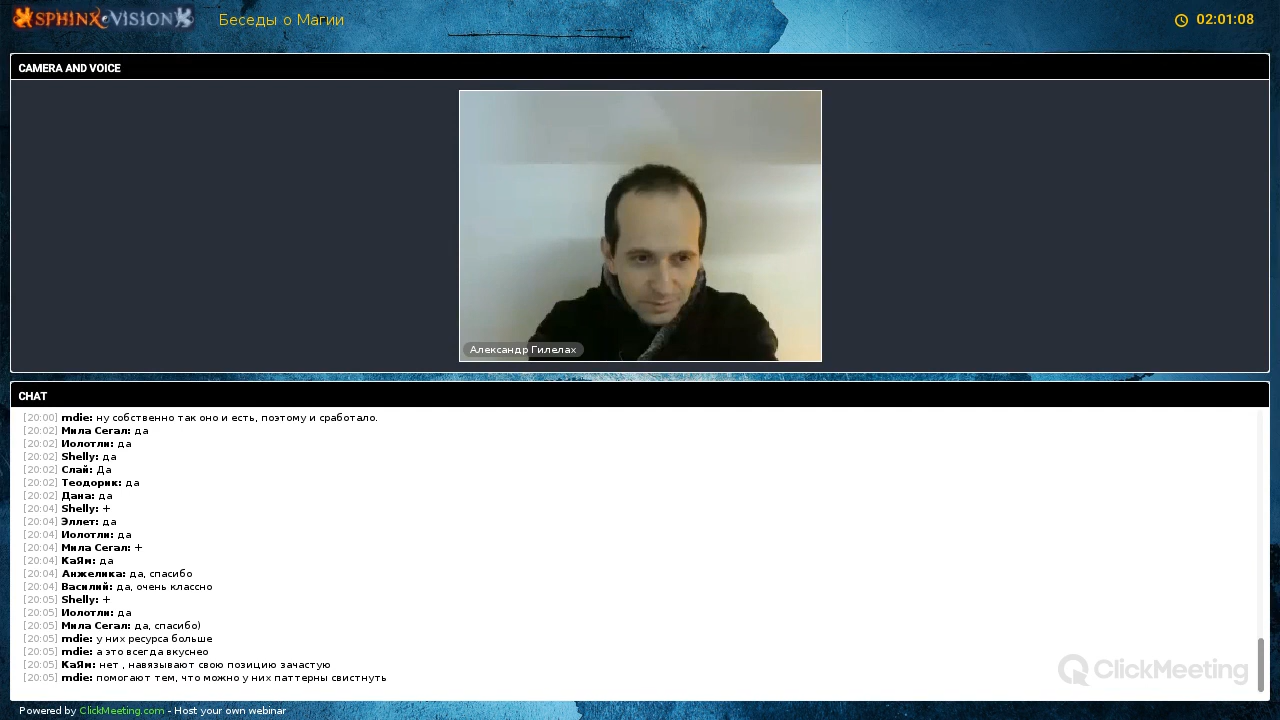 SPHINX VISION Беседы о Магии 02:01:08
CAMERA AND VOICE
Александр Гилелах
CHAT
[20:00] mdie: ну собственно так оно и есть, поэтому и сработало.
[20:02] Мила Сегал: да
[20:02] Иолотли: да
[20:02] Shelly: да
[20:02] Слай: Да
[20:02] Теодорик: да
[20:02] Дана: да
[20:04] Shelly: +
[20:04] Эллет: да
[20:04] Иолотли: да
[20:04] Мила Сегал: +
[20:04] КаЯм: да
[20:04] Анжелика: да, спасибо
[20:04] Василий: да, очень классно
[20:05] Shelly: +
[20:05] Иолотли: да
[20:05] Мила Сегал: да, спасибо)
[20:05] mdie: у них ресурса больше
[20:05] mdie: а это всегда вкуснео
[20:05] КаЯм: нет , навязывают свою позицию зачастую
[20:05] mdie: помогают тем, что можно у них паттерны свистнуть
ClickMeeting
Powered by ClickMeeting.com - Host your own webinar